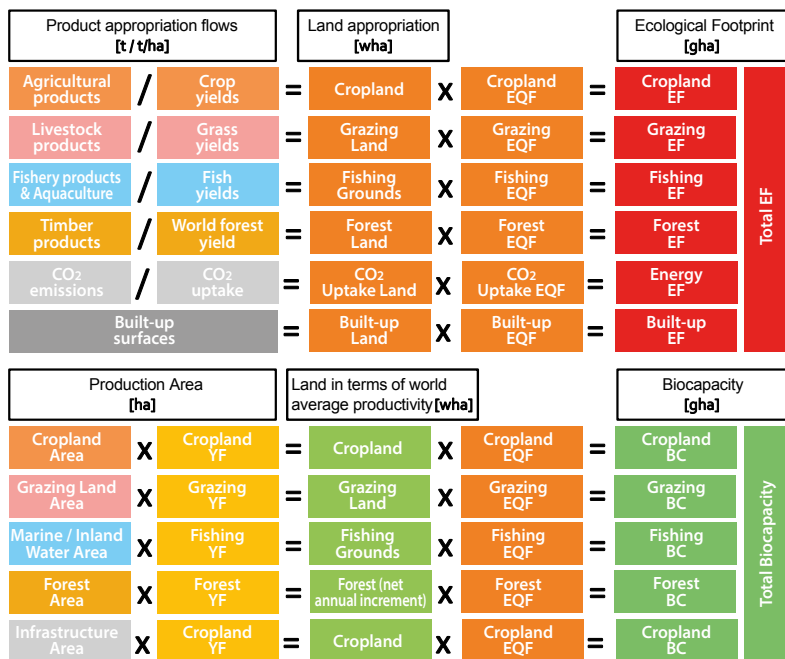 Product appropriation flows
[t / t/ha]
Land appropriation
[wha]
Ecological Footprint
[gha]
Agricultural
products
/
Crop
yields
=
Cropland
X
Cropland
EQF
=
Cropland
EF
Livestock
products
/
Grass
yields
=
Grazing
Land
X
Grazing
EQF
=
Grazing
EF
Fishery products
& Aquaculture
/
Fish
yields
=
Fishing
Grounds
X
Fishing
EQF
=
Fishing
EF
Timber
products
/
World forest
yield
=
Forest
Land
X
Forest
EQF
=
Forest
EF
CO2
emissions
/
CO2
uptake
=
CO2
Uptake Land
X
CO2
Uptake EQF
=
Energy
EF
Built-up
surfaces
=
Built-up
Land
X
Built-up
EQF
=
Built-up
EF
Total EF
Production Area
[ha]
Land in terms of world
average productivity [wha]
Biocapacity
[gha]
Cropland
Area
X
Cropland
YF
=
Cropland
X
Cropland
EQF
=
Cropland
BC
Grazing Land
Area
X
Grazing
YF
=
Grazing
Land
X
Grazing
EQF
=
Grazing
BC
Marine / Inland
Water Area
X
Fishing
YF
=
Fishing
Grounds
X
Fishing
EQF
=
Fishing
BC
Forest
Area
X
Forest
YF
=
Forest (net
annual increment)
X
Forest
EQF
=
Forest
BC
Infrastructure
Area
X
Cropland
YF
=
Cropland
X
Cropland
EQF
=
Cropland
BC
Total Biocapacity